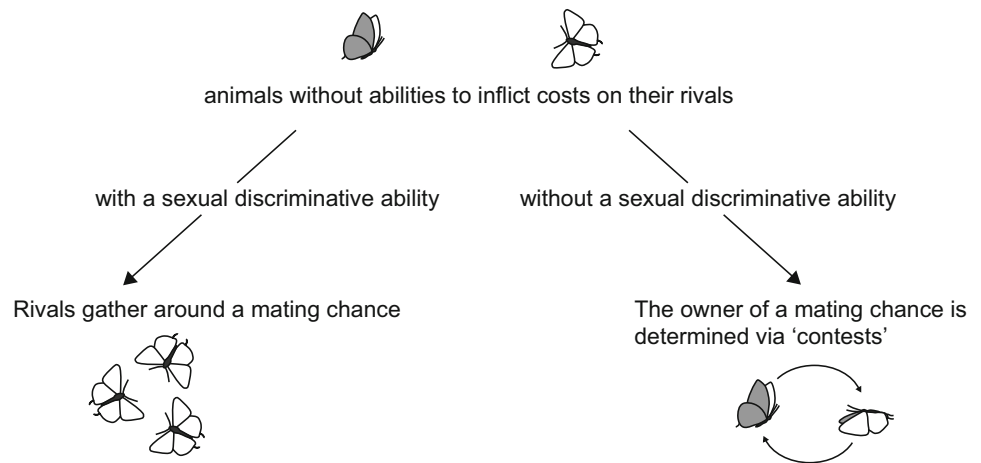 animals without abilities to inflict costs on their rivals
with a sexual discriminative ability
without a sexual discriminative ability
Rivals gather around a mating chance
The owner of a mating chance is
determined via ‘contests’